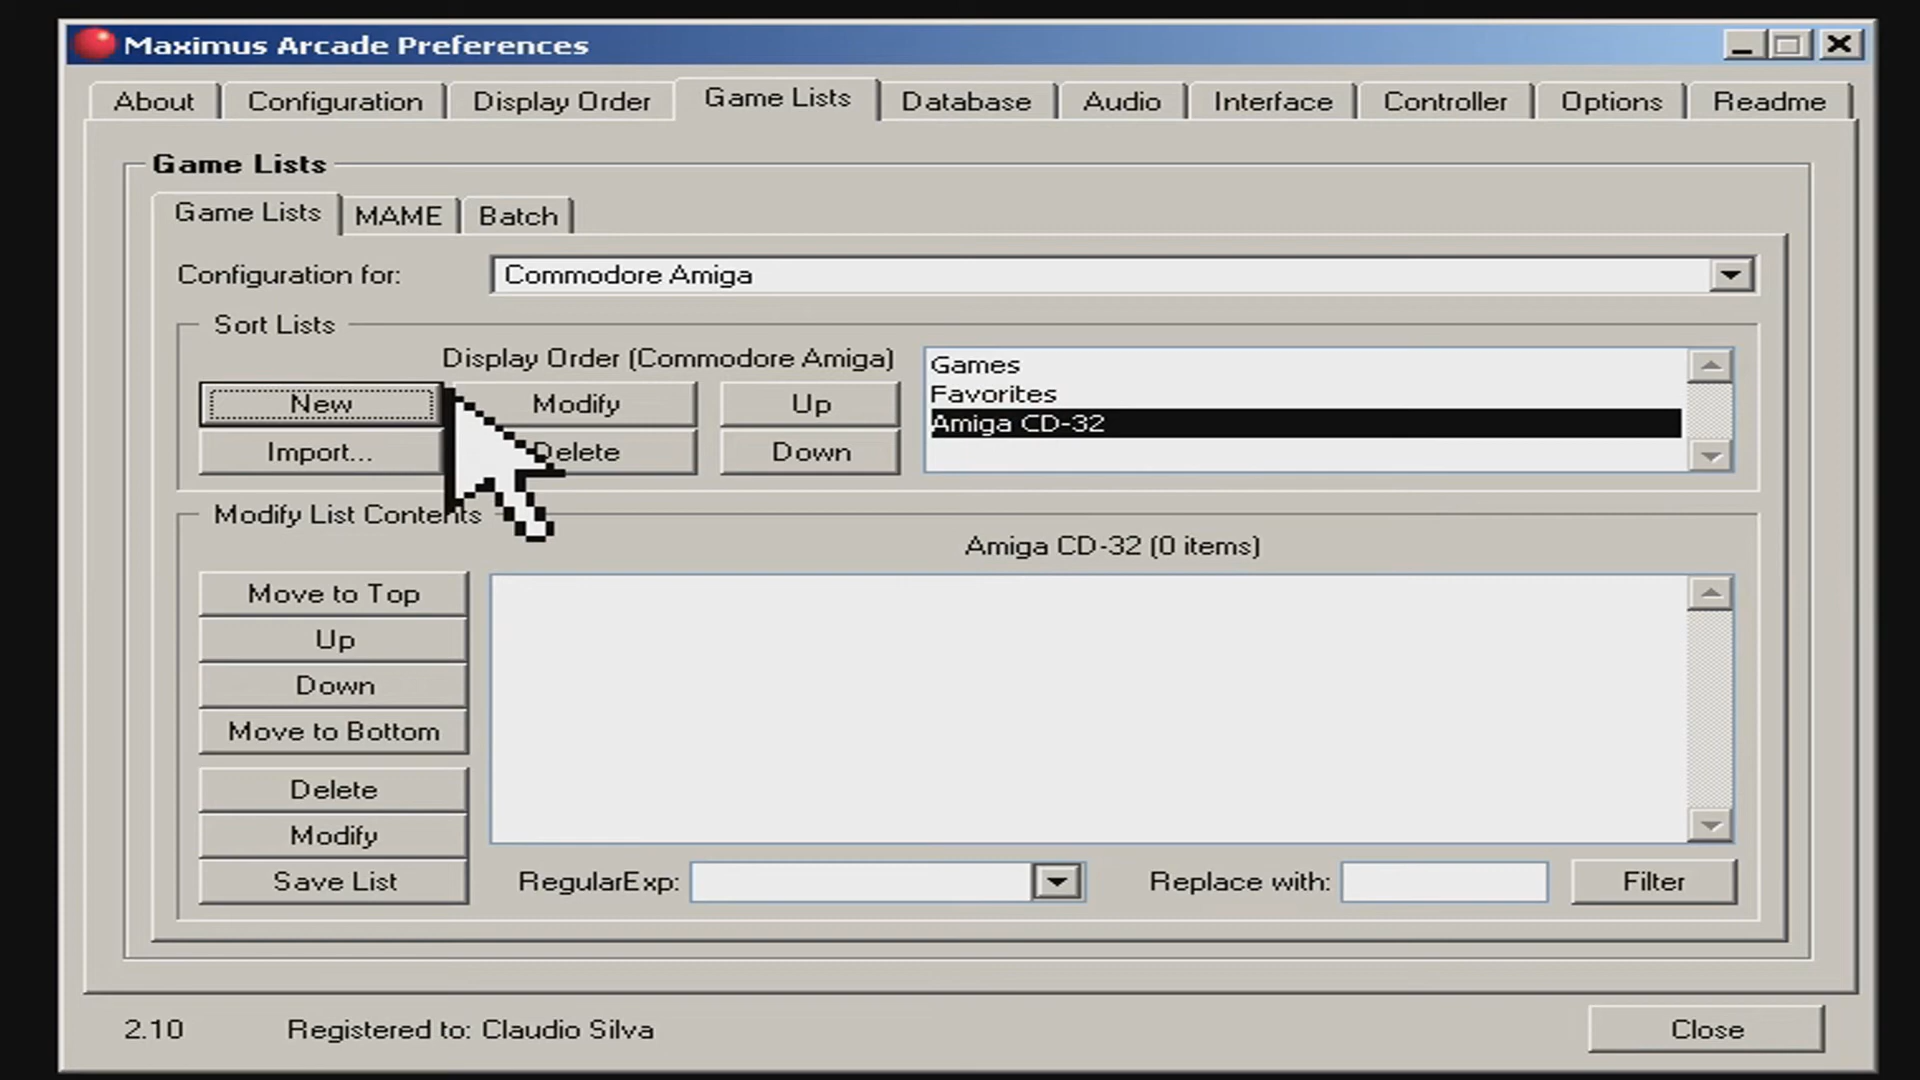 Maximus Arcade Preferences
About Configuration Display Order Game Lists Database Audio Interface Controller Options Readme
Game Lists
Game Lists MAME Batch
Configuration for: Commodore Amiga
Sort Lists
Display Order (Commodore Amiga)
New Modify Up
Import... Delete Down
Games
Favorites
Amiga CD-32
Modify List Contents
Amiga CD-32 (0 items)
Move to Top
Up
Down
Move to Bottom
Delete
Modify
Save List
RegularExp: Replace with: Filter
2.10 Registered to: Claudio Silva Close